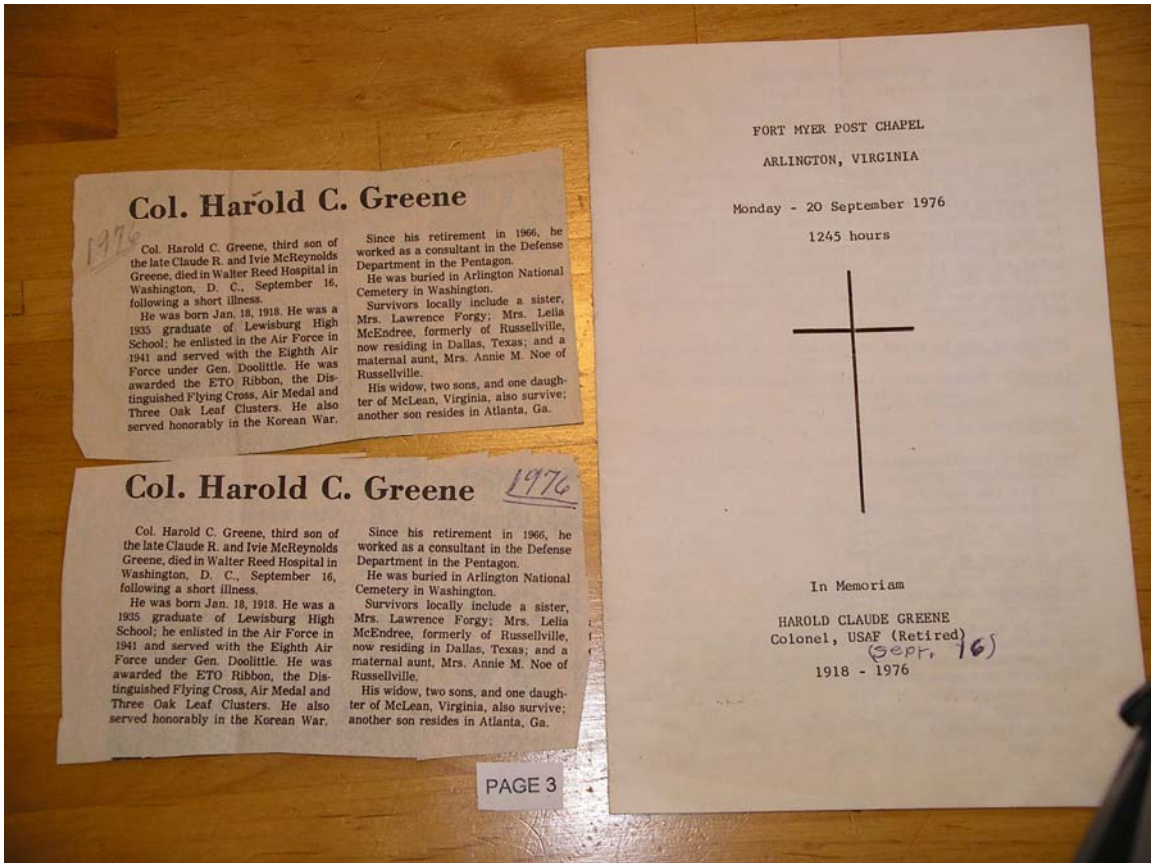 Col. Harold C. Greene
1976
Col. Harold C. Greene, third son of
the late Claude R. and Ivie McReynolds
Greene, died in Walter Reed Hospital in
Washington, D. C., September 16,
following a short illness.
He was born Jan. 18, 1918. He was a
1935 graduate of Lewisburg High
School; he enlisted in the Air Force in
1941 and served with the Eighth Air
Force under Gen. Doolittle. He was
awarded the ETO Ribbon, the Dis-
tinguished Flying Cross, Air Medal and
Three Oak Leaf Clusters. He also
served honorably in the Korean War.
Since his retirement in 1966, he
worked as a consultant in the Defense
Department in the Pentagon.
He was buried in Arlington National
Cemetery in Washington.
Survivors locally include a sister,
Mrs. Lawrence Forgy; Mrs. Lelia
McEndree, formerly of Russellville,
now residing in Dallas, Texas; and a
maternal aunt, Mrs. Annie M. Noe of
Russellville.
His widow, two sons, and one daugh-
ter of McLean, Virginia, also survive;
another son resides in Atlanta, Ga.
Col. Harold C. Greene
1976
Col. Harold C. Greene, third son of
the late Claude R. and Ivie McReynolds
Greene, died in Walter Reed Hospital in
Washington, D. C., September 16,
following a short illness.
He was born Jan. 18, 1918. He was a
1935 graduate of Lewisburg High
School; he enlisted in the Air Force in
1941 and served with the Eighth Air
Force under Gen. Doolittle. He was
awarded the ETO Ribbon, the Dis-
tinguished Flying Cross, Air Medal and
Three Oak Leaf Clusters. He also
served honorably in the Korean War.
Since his retirement in 1966, he
worked as a consultant in the Defense
Department in the Pentagon.
He was buried in Arlington National
Cemetery in Washington.
Survivors locally include a sister,
Mrs. Lawrence Forgy; Mrs. Lelia
McEndree, formerly of Russellville,
now residing in Dallas, Texas; and a
maternal aunt, Mrs. Annie M. Noe of
Russellville.
His widow, two sons, and one daugh-
ter of McLean, Virginia, also survive;
another son resides in Atlanta, Ga.
PAGE 3
FORT MYER POST CHAPEL
ARLINGTON, VIRGINIA
Monday - 20 September 1976
1245 hours
In Memoriam
HAROLD CLAUDE GREENE
Colonel, USAF (Retired)
(Sept. 16)
1918 - 1976